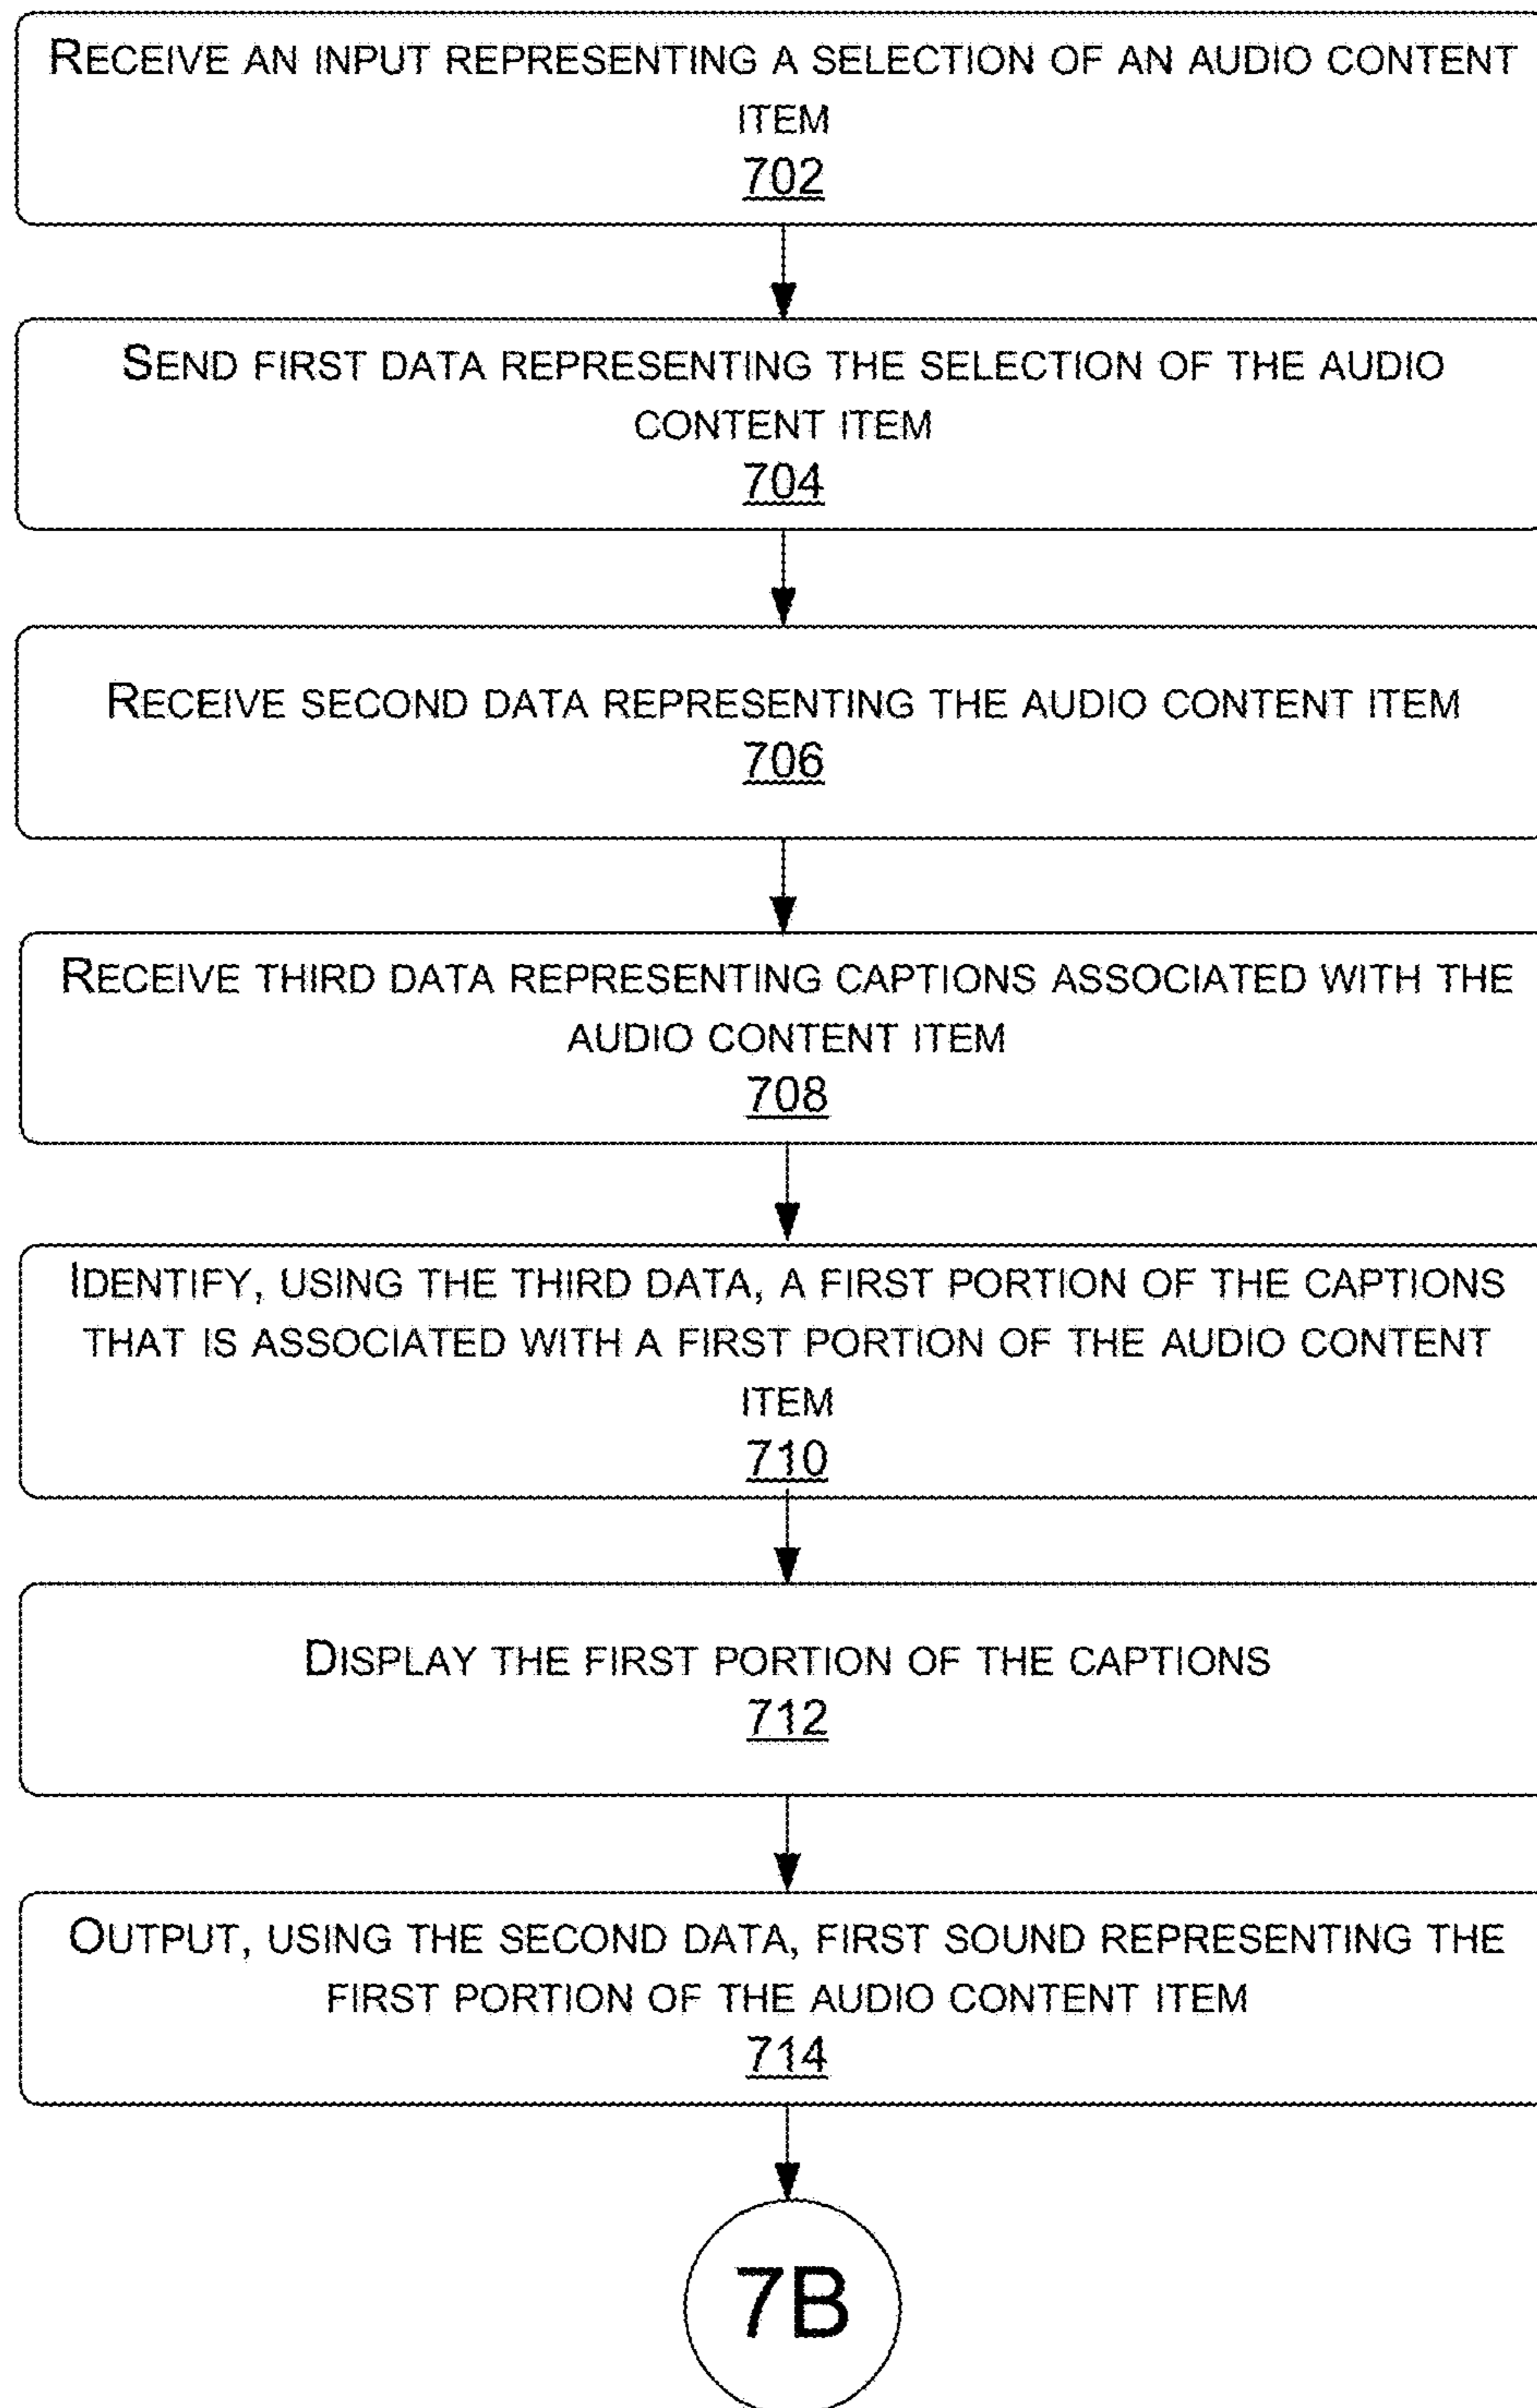 RECEIVE AN INPUT REPRESENTING A SELECTION OF AN AUDIO CONTENT
ITEM
702
SEND FIRST DATA REPRESENTING THE SELECTION OF THE AUDIO
CONTENT ITEM
704
RECEIVE SECOND DATA REPRESENTING THE AUDIO CONTENT ITEM
706
RECEIVE THIRD DATA REPRESENTING CAPTIONS ASSOCIATED WITH THE
AUDIO CONTENT ITEM
708
IDENTIFY, USING THE THIRD DATA, A FIRST PORTION OF THE CAPTIONS
THAT IS ASSOCIATED WITH A FIRST PORTION OF THE AUDIO CONTENT
ITEM
710
DISPLAY THE FIRST PORTION OF THE CAPTIONS
712
OUTPUT, USING THE SECOND DATA, FIRST SOUND REPRESENTING THE
FIRST PORTION OF THE AUDIO CONTENT ITEM
714
7B